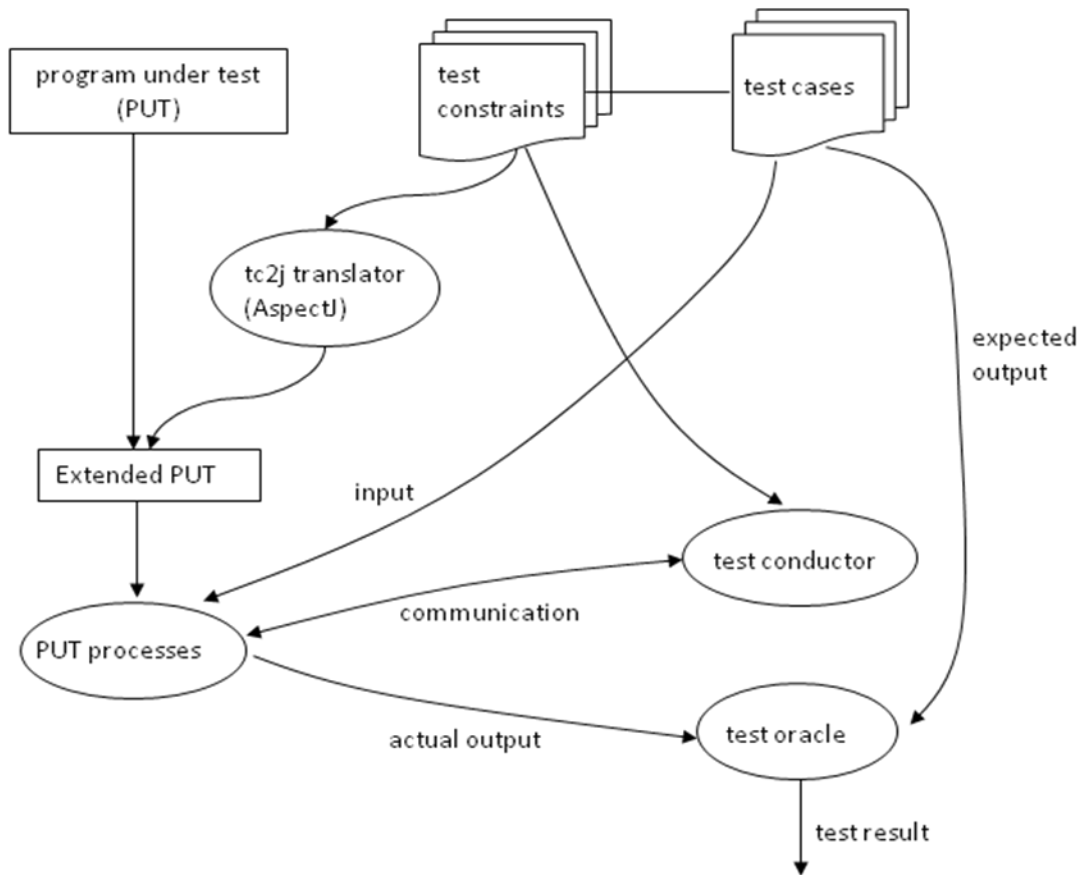 program under test
(PUT)
test
constraints
test cases
tc2j translator
(AspectJ)
expected
output
Extended PUT
input
test conductor
communication
PUT processes
test oracle
actual output
test result